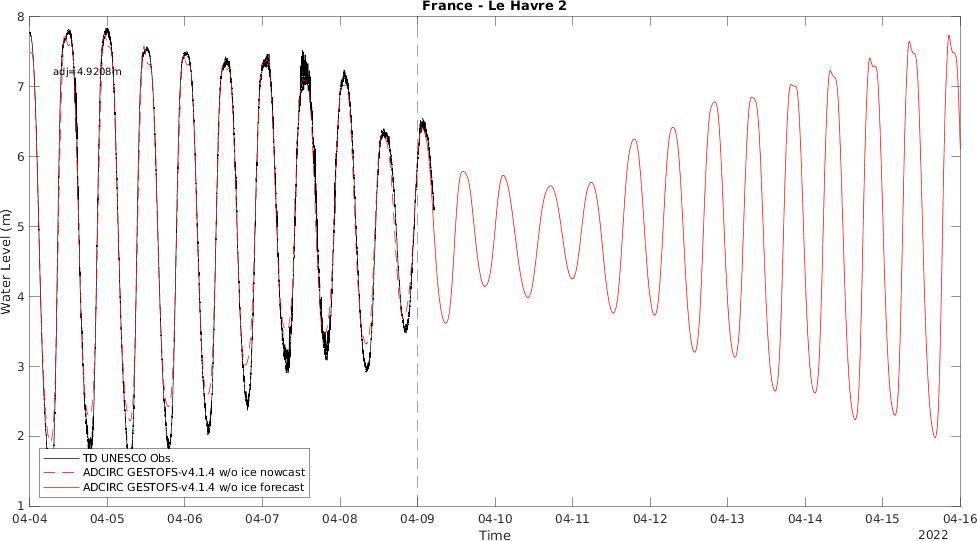 France - Le Havre 2
8
7
6
5
4
3
2
1
Water Level (m)
adj=4.9208m
TD UNESCO Obs.
ADCIRC GESTOFS-v4.1.4 w/o ice nowcast
ADCIRC GESTOFS-v4.1.4 w/o ice forecast
04-04 04-05 04-06 04-07 04-08 04-09 04-10 04-11 04-12 04-13 04-14 04-15 04-16
Time
2022